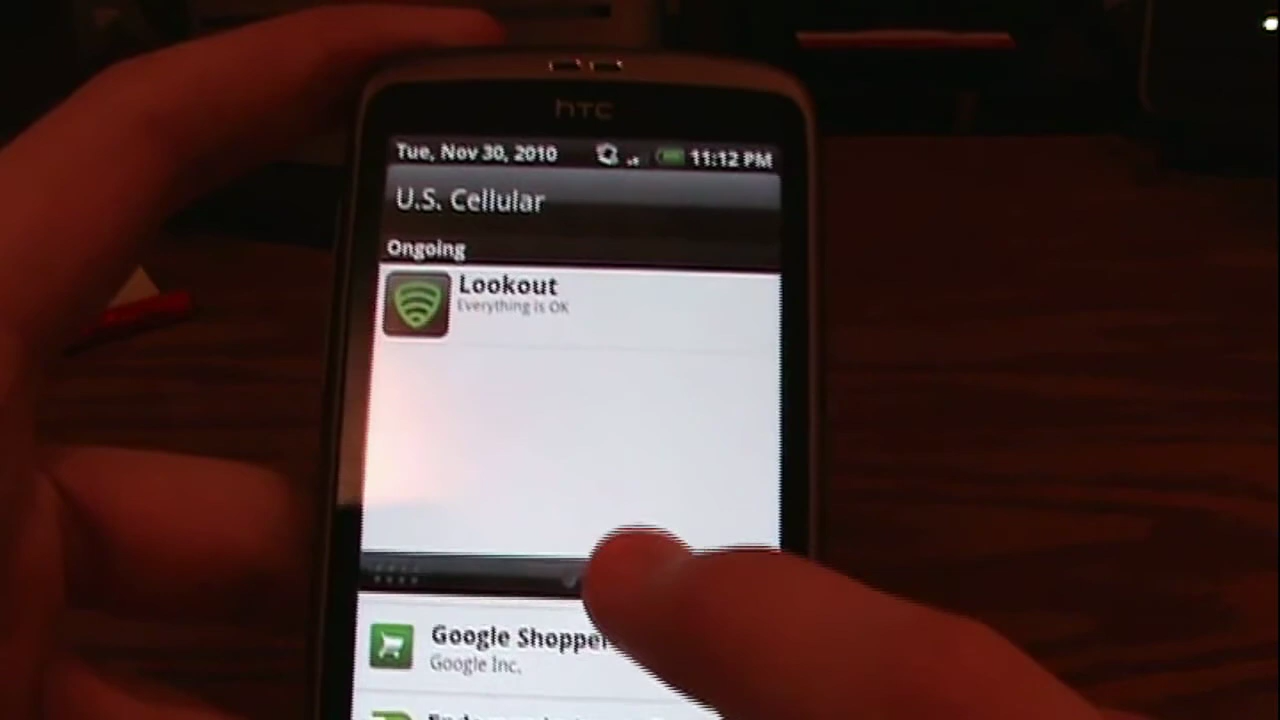 hTC
Tue, Nov 30, 2010 11:12 PM
U.S. Cellular
Ongoing
Lookout
Everything is OK
Google Shopper
Google Inc.